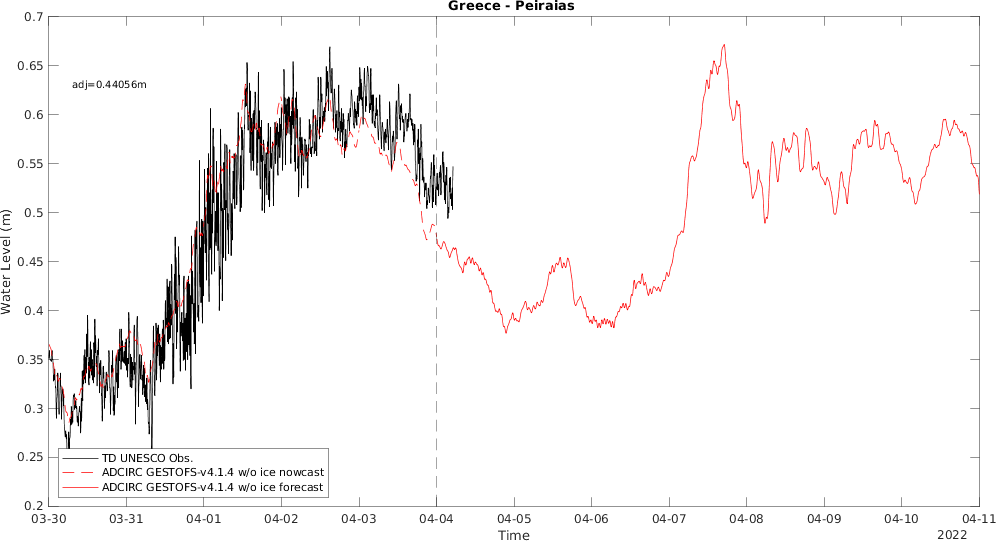 Greece - Peiraias
0.7
0.65
adj=0.44056m
0.6
0.55
0.5
0.45
0.4
0.35
0.3
0.25
0.2
Water Level (m)
TD UNESCO Obs.
ADCIRC GESTOFS-v4.1.4 w/o ice nowcast
ADCIRC GESTOFS-v4.1.4 w/o ice forecast
03-30 03-31 04-01 04-02 04-03 04-04 04-05 04-06 04-07 04-08 04-09 04-10 04-11
Time
2022